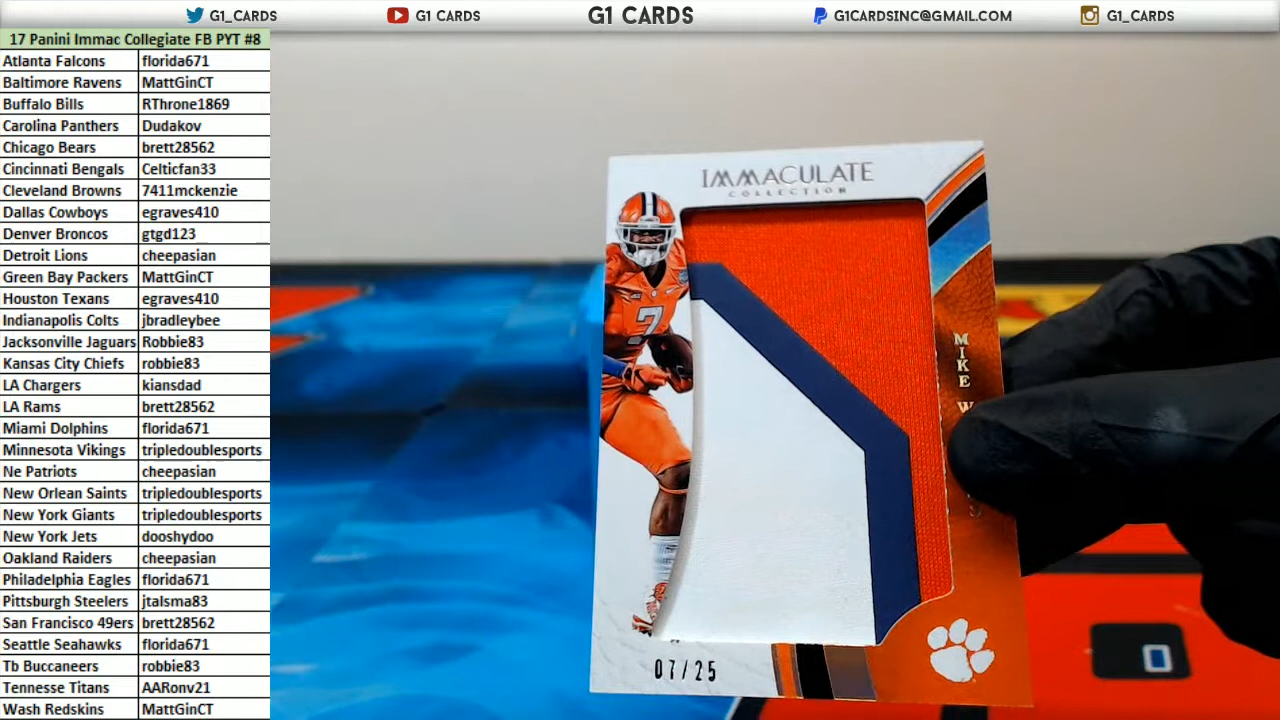 G1_CARDS G1 CARDS G1 CARDS G1CARDSINC@GMAIL.COM G1_CARDS
17 Panini Immac Collegiate FB PYT #8
Atlanta Falcons florida671
Baltimore Ravens MattGinCT
Buffalo Bills RThrone1869
Carolina Panthers Dudakov
Chicago Bears brett28562
Cincinnati Bengals Celticfan33
Cleveland Browns 7411mckenzie
Dallas Cowboys egraves410
Denver Broncos gtgd123
Detroit Lions cheepasian
Green Bay Packers MattGinCT
Houston Texans egraves410
Indianapolis Colts jbradleybee
Jacksonville Jaguars Robbie83
Kansas City Chiefs robbie83
LA Chargers kiansdad
LA Rams brett28562
Miami Dolphins florida671
Minnesota Vikings tripledoublesports
Ne Patriots cheepasian
New Orlean Saints tripledoublesports
New York Giants tripledoublesports
New York Jets dooshydoo
Oakland Raiders cheepasian
Philadelphia Eagles florida671
Pittsburgh Steelers jtalsma83
San Francisco 49ers brett28562
Seattle Seahawks florida671
Tb Buccaneers robbie83
Tennesse Titans AARonv21
Wash Redskins MattGinCT
IMMACULATE
COLLECTION
7
MIKE W
07/25